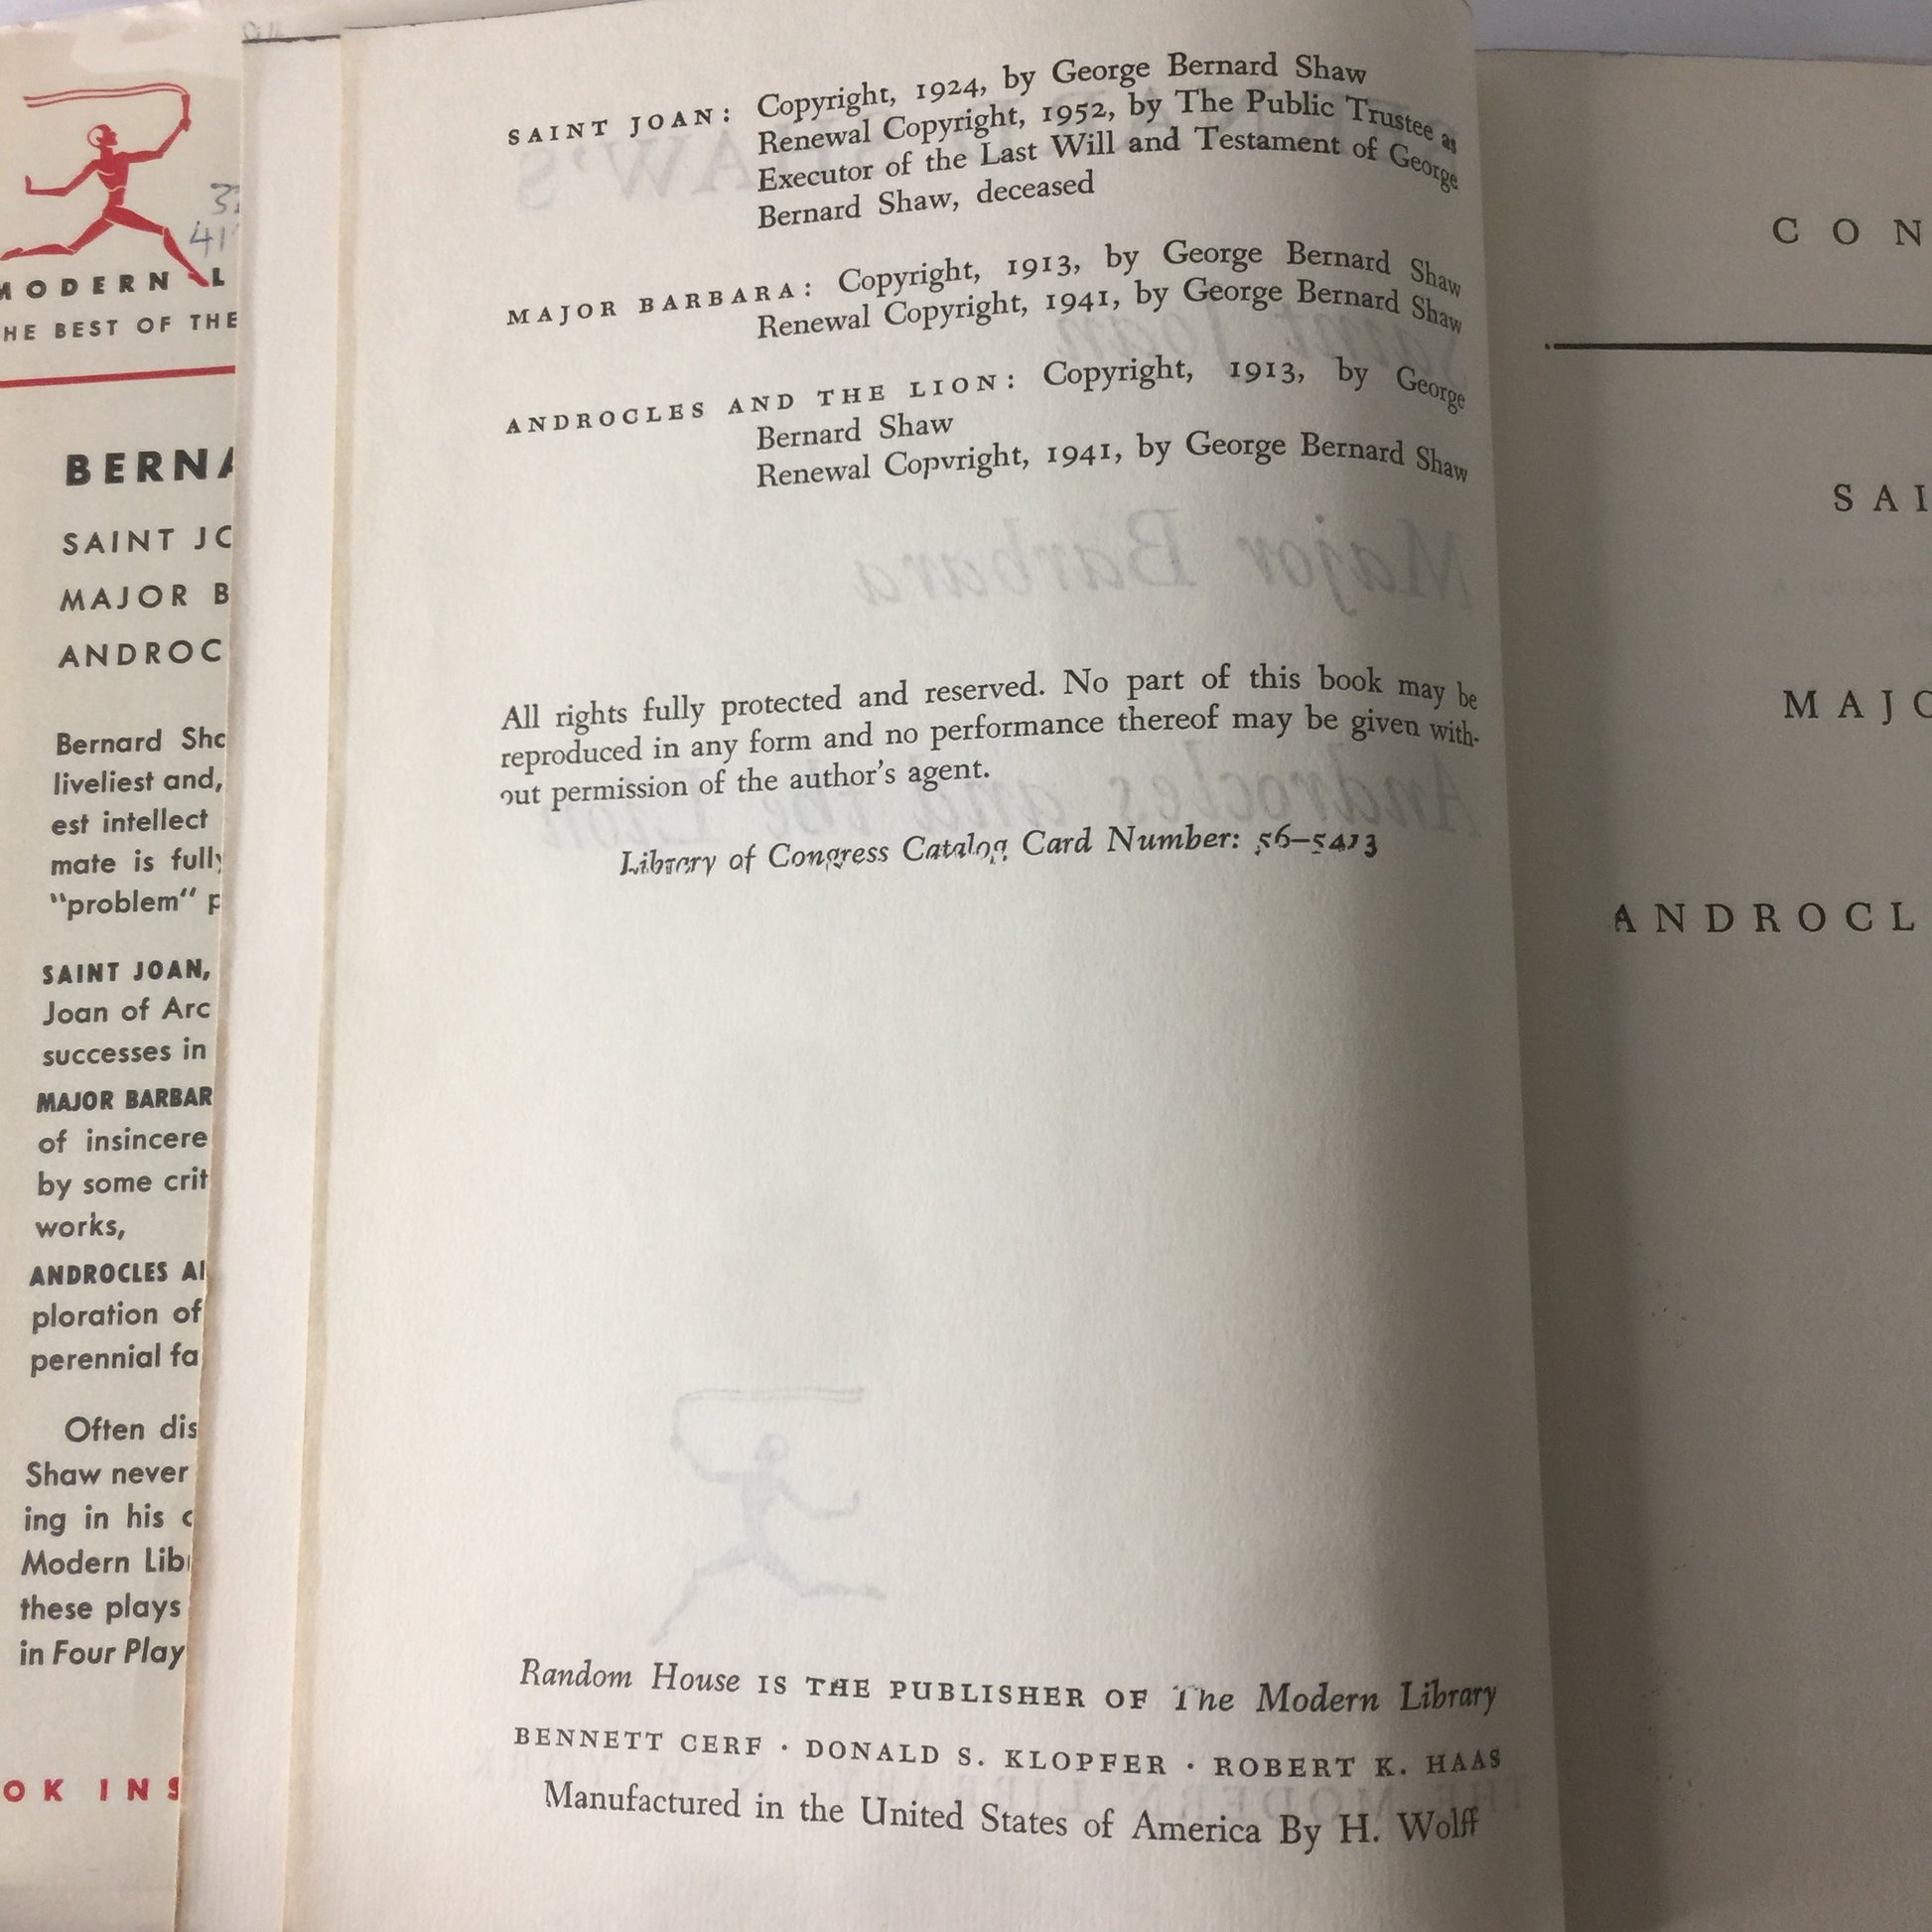 MODERN L
HE BEST OF THE
BERNA
SAINT JO
MAJOR B
ANDROC
Bernard Sha
liveliest and,
est intellect
mate is fully
"problem" p
SAINT JOAN,
Joan of Arc
successes in
MAJOR BARBAR
of insincere
by some crit
works,
ANDROCLES AN
ploration of
perennial fa
Often dis
Shaw never
ing in his c
Modern Libr
these plays
in Four Play
OK INS
SAINT JOAN: Copyright, 1924, by George Bernard Shaw
Renewal Copyright, 1952, by The Public Trustee as
Executor of the Last Will and Testament of George
Bernard Shaw, deceased
MAJOR BARBARA: Copyright, 1913, by George Bernard Shaw
Renewal Copyright, 1941, by George Bernard Shaw
ANDROCLES AND THE LION: Copyright, 1913, by George
Bernard Shaw
Renewal Copyright, 1941, by George Bernard Shaw
All rights fully protected and reserved. No part of this book may be
reproduced in any form and no performance thereof may be given with-
out permission of the author's agent.
Library of Congress Catalog Card Number: 56–5413
Random House IS THE PUBLISHER OF The Modern Library
BENNETT CERF · DONALD S. KLOPFER · ROBERT K. HAAS
Manufactured in the United States of America By H. Wolff
CON
SAI
MAJO
ANDROCL